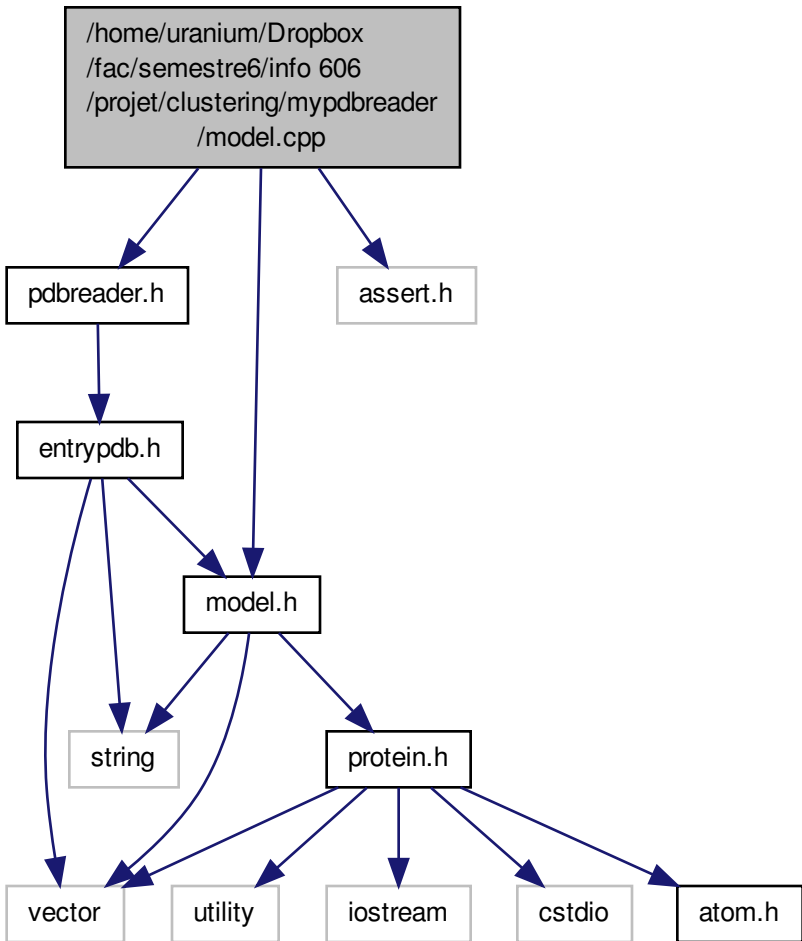 /home/uranium/Dropbox
/fac/semestre6/info 606
/projet/clustering/mypdbreader
/model.cpp
pdbreader.h
assert.h
entrypdb.h
model.h
string
protein.h
vector
utility
iostream
cstdio
atom.h